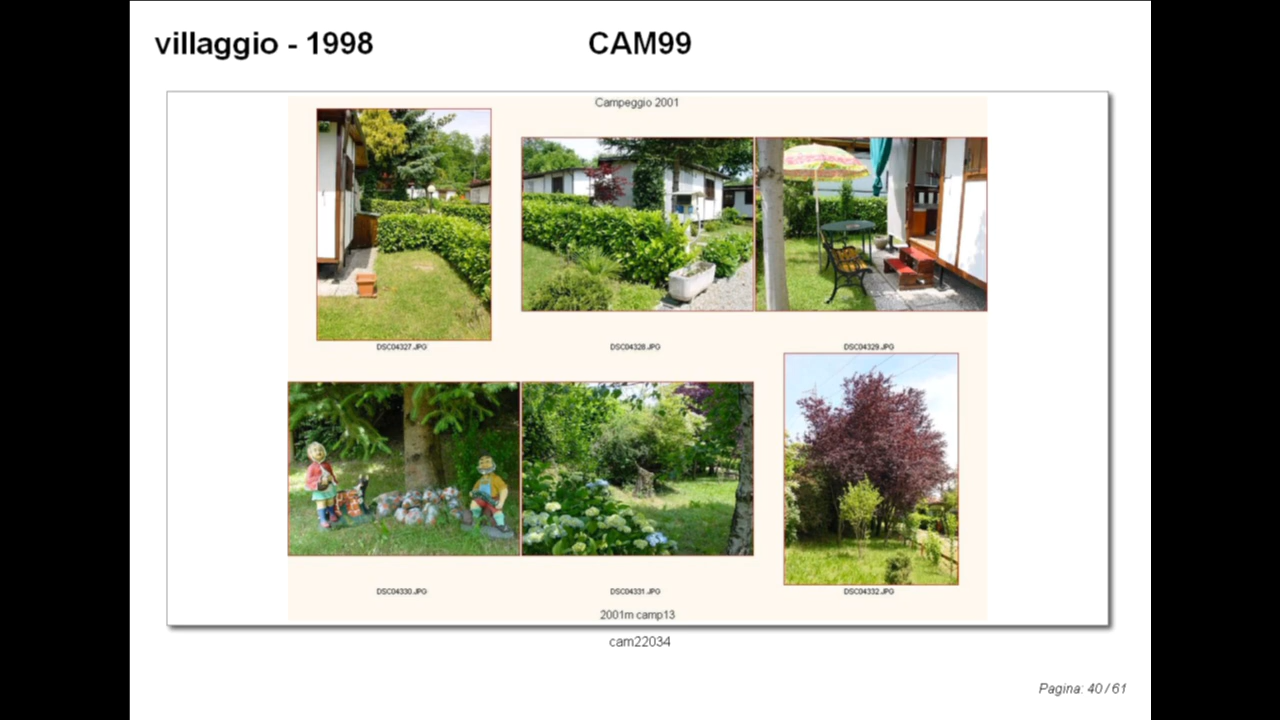 villaggio - 1998
CAM99
Campeggio 2001
DSC04327.JPG
DSC04328.JPG
DSC04329.JPG
DSC04330.JPG
DSC04331.JPG
DSC04332.JPG
2001m camp13
cam22034
Pagina: 40 / 61